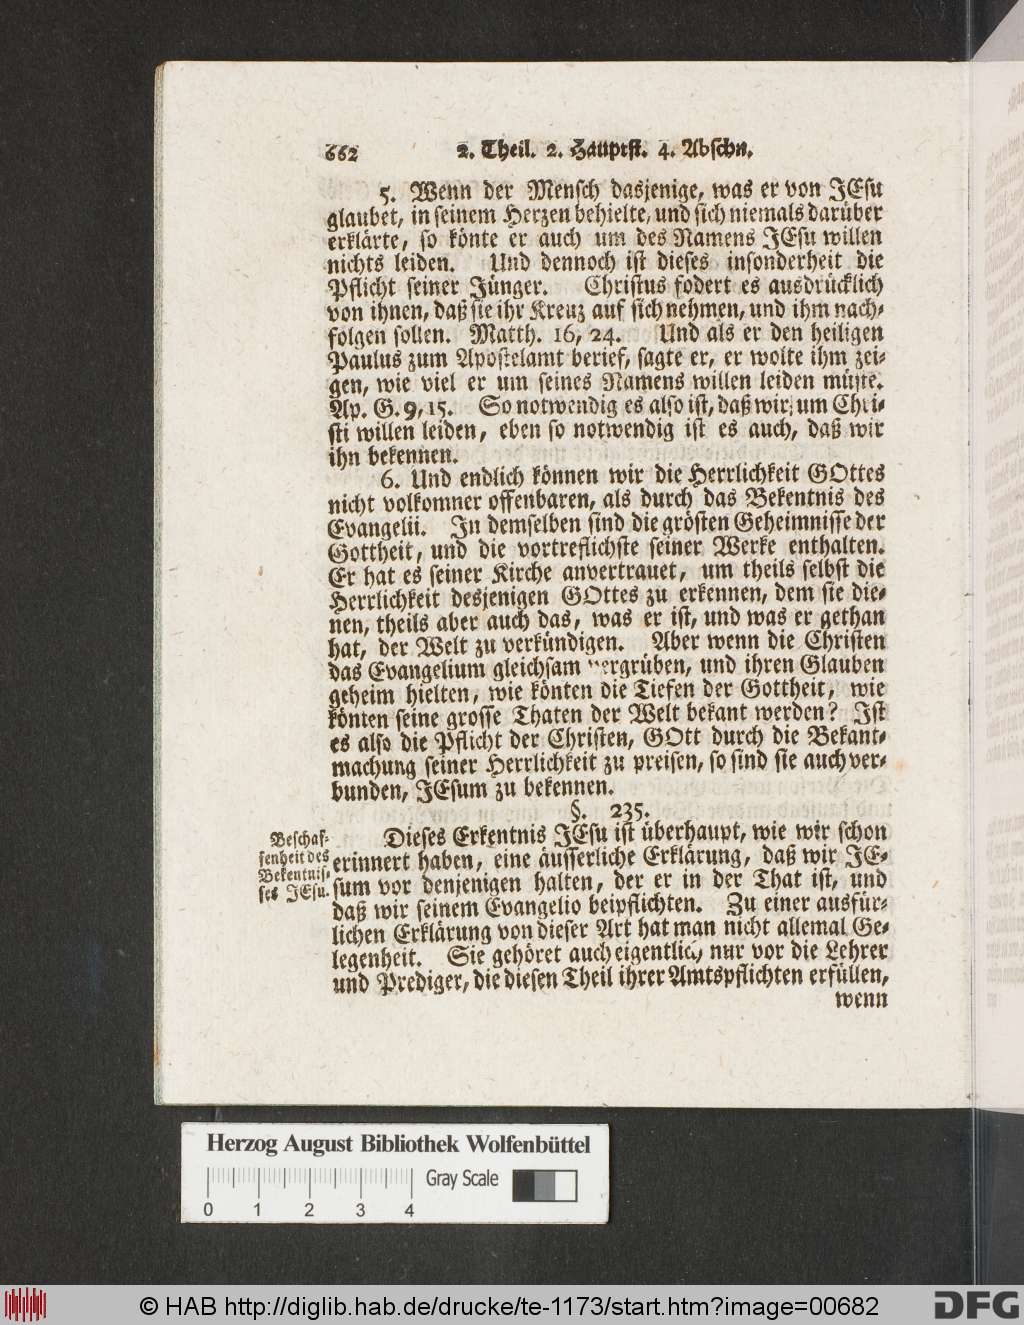 662 2. Theil. 2. Hauptst. 4. Abschn.
5. Wenn der Mensch dasjenige, was er von JEsu
glaubet, in seinem Herzen behielte, und sich niemals darüber
erklärte, so könte er auch um des Namens JEsu willen
nichts leiden. Und dennoch ist dieses insonderheit die
Pflicht seiner Jünger. Christus fodert es ausdrücklich
von ihnen, daß sie ihr Kreuz auf sich nehmen, und ihm nach-
folgen sollen. Matth. 16, 24. Und als er den heiligen
Paulus zum Apostelamt berief, sagte er, er wolte ihm zei-
gen, wie viel er um seines Namens willen leiden müste.
Ap. G. 9, 15. So notwendig es also ist, daß wir um Chri-
sti willen leiden, eben so notwendig ist es auch, daß wir
ihn bekennen.
6. Und endlich können wir die Herrlichkeit GOttes
nicht volkomner offenbaren, als durch das Bekentnis des
Evangelii. In demselben sind die grösten Geheimnisse der
Gottheit, und die vortreflichste seiner Werke enthalten.
Er hat es seiner Kirche anvertrauet, um theils selbst die
Herrlichkeit desjenigen GOttes zu erkennen, dem sie die-
nen, theils aber auch das, was er ist, und was er gethan
hat, der Welt zu verkündigen. Aber wenn die Christen
das Evangelium gleichsam vergrüben, und ihren Glauben
geheim hielten, wie könten die Tiefen der Gottheit, wie
könten seine grosse Thaten der Welt bekant werden? Ist
es also die Pflicht der Christen, GOtt durch die Bekant-
machung seiner Herrlichkeit zu preisen, so sind sie auch ver-
bunden, JEsum zu bekennen.
§. 235.
Beschaf-
fenheit des
Bekentnis-
ses JEsu.
Dieses Erkentnis JEsu ist überhaupt, wie wir schon
erinnert haben, eine äusserliche Erklärung, daß wir JE-
sum vor denjenigen halten, der er in der That ist, und
daß wir seinem Evangelio beipflichten. Zu einer ausfür-
lichen Erklärung von dieser Art hat man nicht allemal Ge-
legenheit. Sie gehöret auch eigentlich nur vor die Lehrer
und Prediger, die diesen Theil ihrer Amtspflichten erfüllen,
wenn
Herzog August Bibliothek Wolfenbüttel
Gray Scale
0 1 2 3 4
© HAB http://diglib.hab.de/drucke/te-1173/start.htm?image=00682
DFG